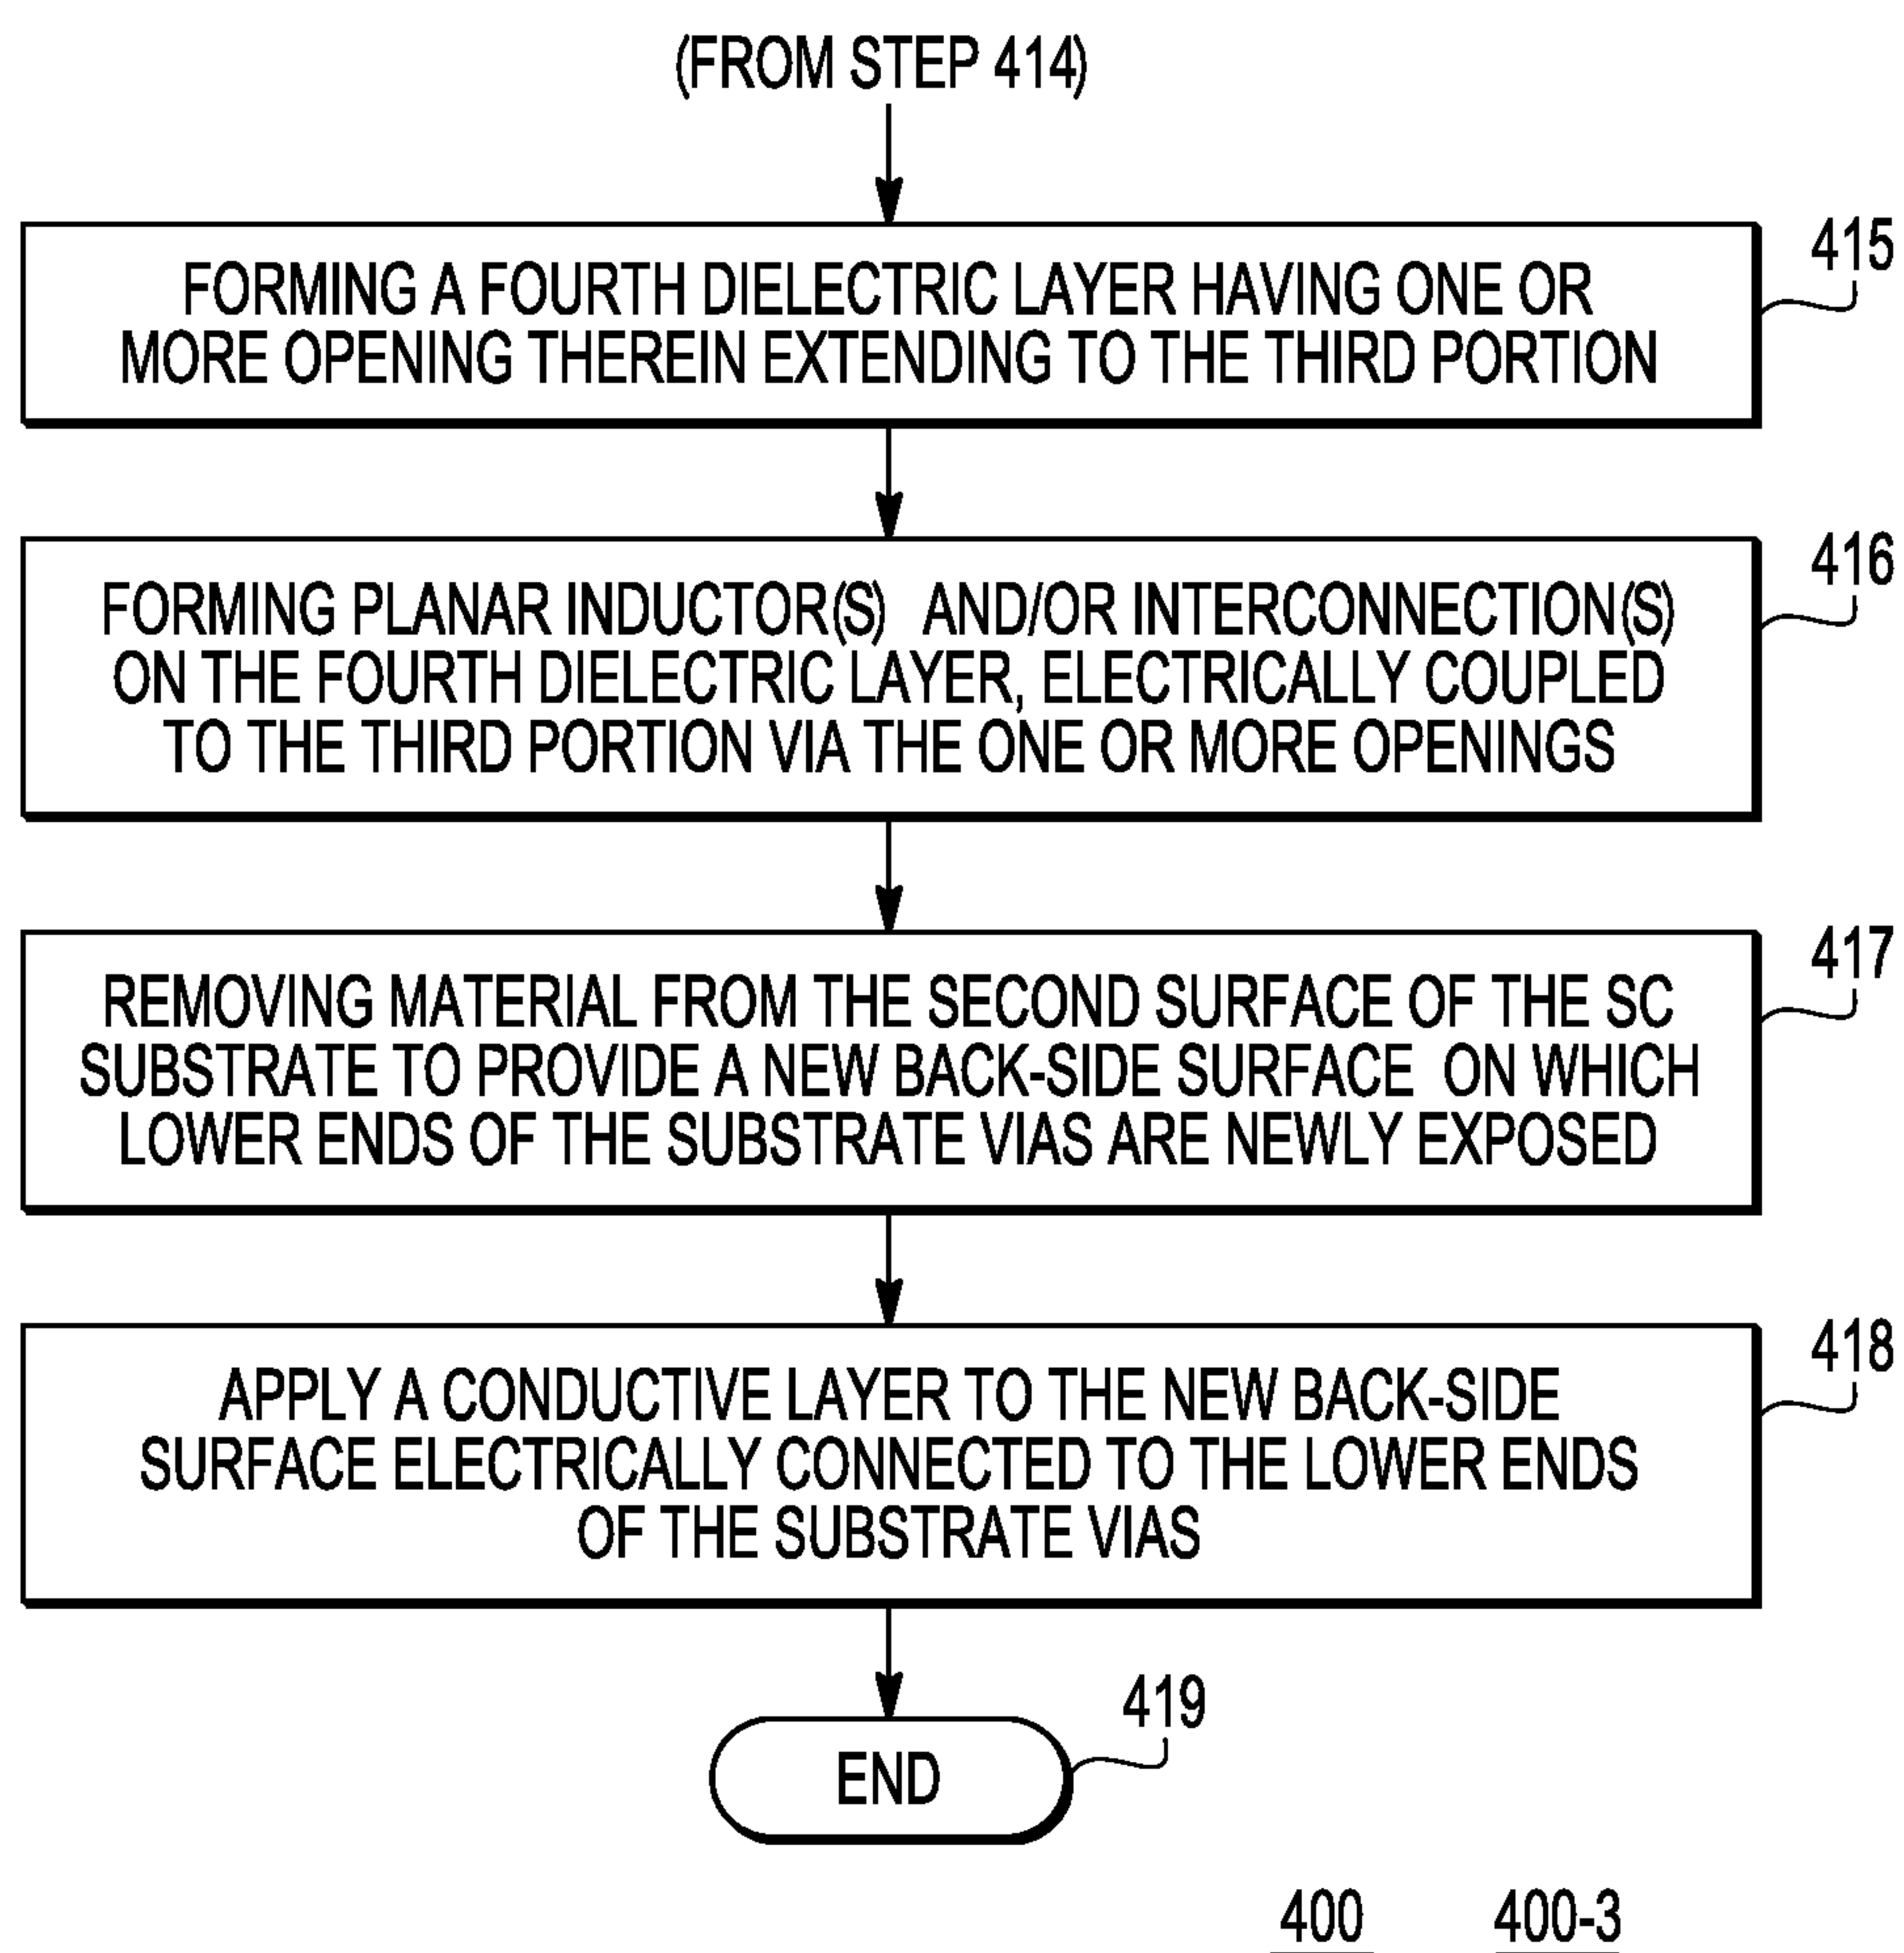 (FROM STEP 414)
415
FORMING A FOURTH DIELECTRIC LAYER HAVING ONE OR
MORE OPENING THEREIN EXTENDING TO THE THIRD PORTION
416
FORMING PLANAR INDUCTOR(S) AND/OR INTERCONNECTION(S)
ON THE FOURTH DIELECTRIC LAYER, ELECTRICALLY COUPLED
TO THE THIRD PORTION VIA THE ONE OR MORE OPENINGS
417
REMOVING MATERIAL FROM THE SECOND SURFACE OF THE SC
SUBSTRATE TO PROVIDE A NEW BACK-SIDE SURFACE ON WHICH
LOWER ENDS OF THE SUBSTRATE VIAS ARE NEWLY EXPOSED
418
APPLY A CONDUCTIVE LAYER TO THE NEW BACK-SIDE
SURFACE ELECTRICALLY CONNECTED TO THE LOWER ENDS
OF THE SUBSTRATE VIAS
419
END
400 400-3